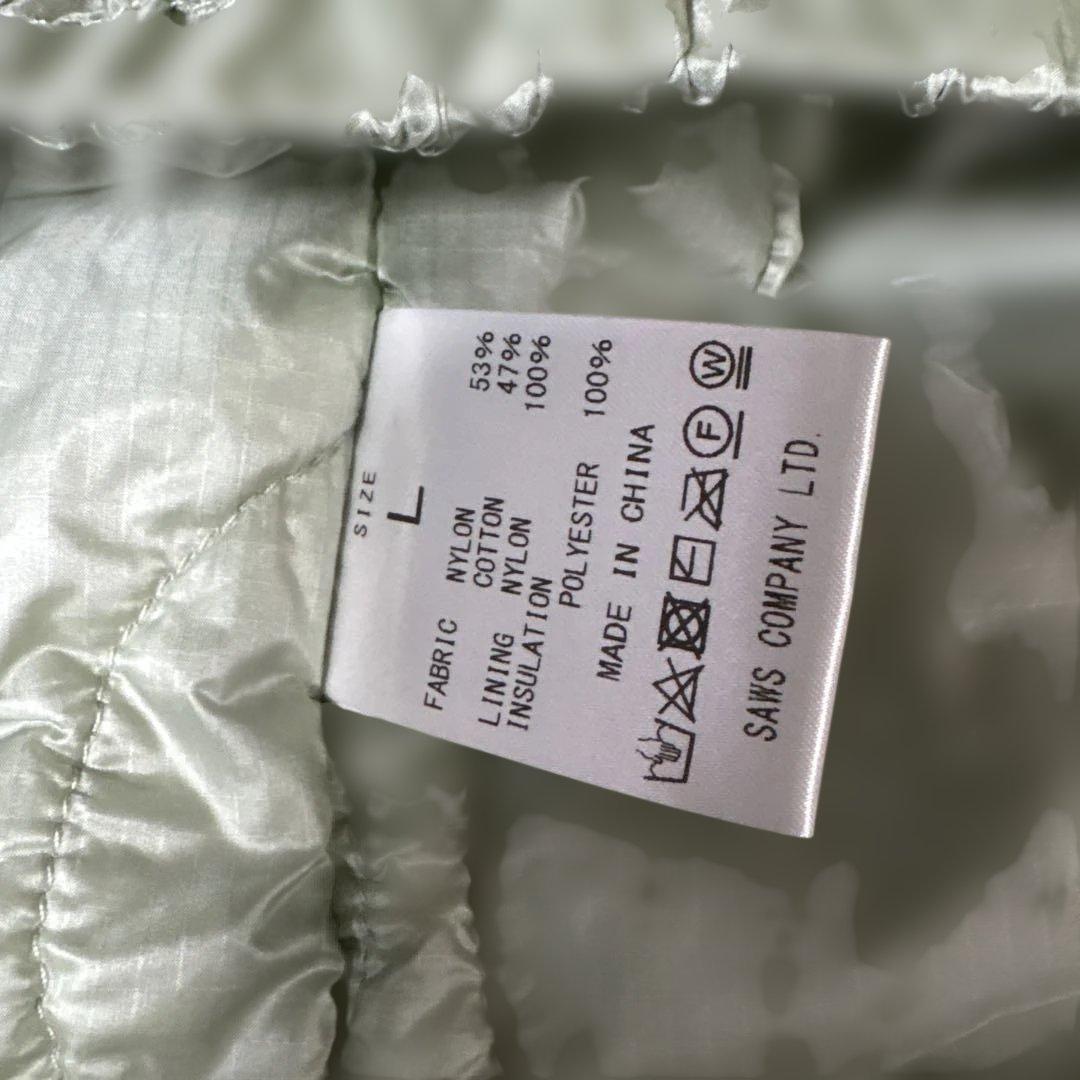 SIZE
L
FABRIC NYLON 53%
COTTON 47%
LINING NYLON 100%
INSULATION
POLYESTER 100%
MADE IN CHINA
F W
SAWS COMPANY LTD.